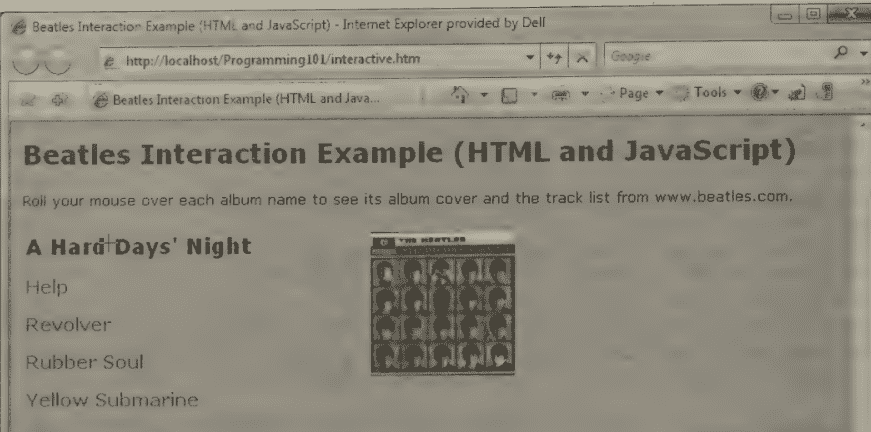 Beatles Interaction Example (HTML and JavaScript) - Internet Explorer provided by Dell
http://localhost/Programming101/interactive.htm
Google
Beatles Interaction Example (HTML and Java...
Page
Tools
Beatles Interaction Example (HTML and JavaScript)
Roll your mouse over each album name to see its album cover and the track list from www.beatles.com.
A Hard Days' Night
THE BEATLES
Help
Revolver
Rubber Soul
Yellow Submarine